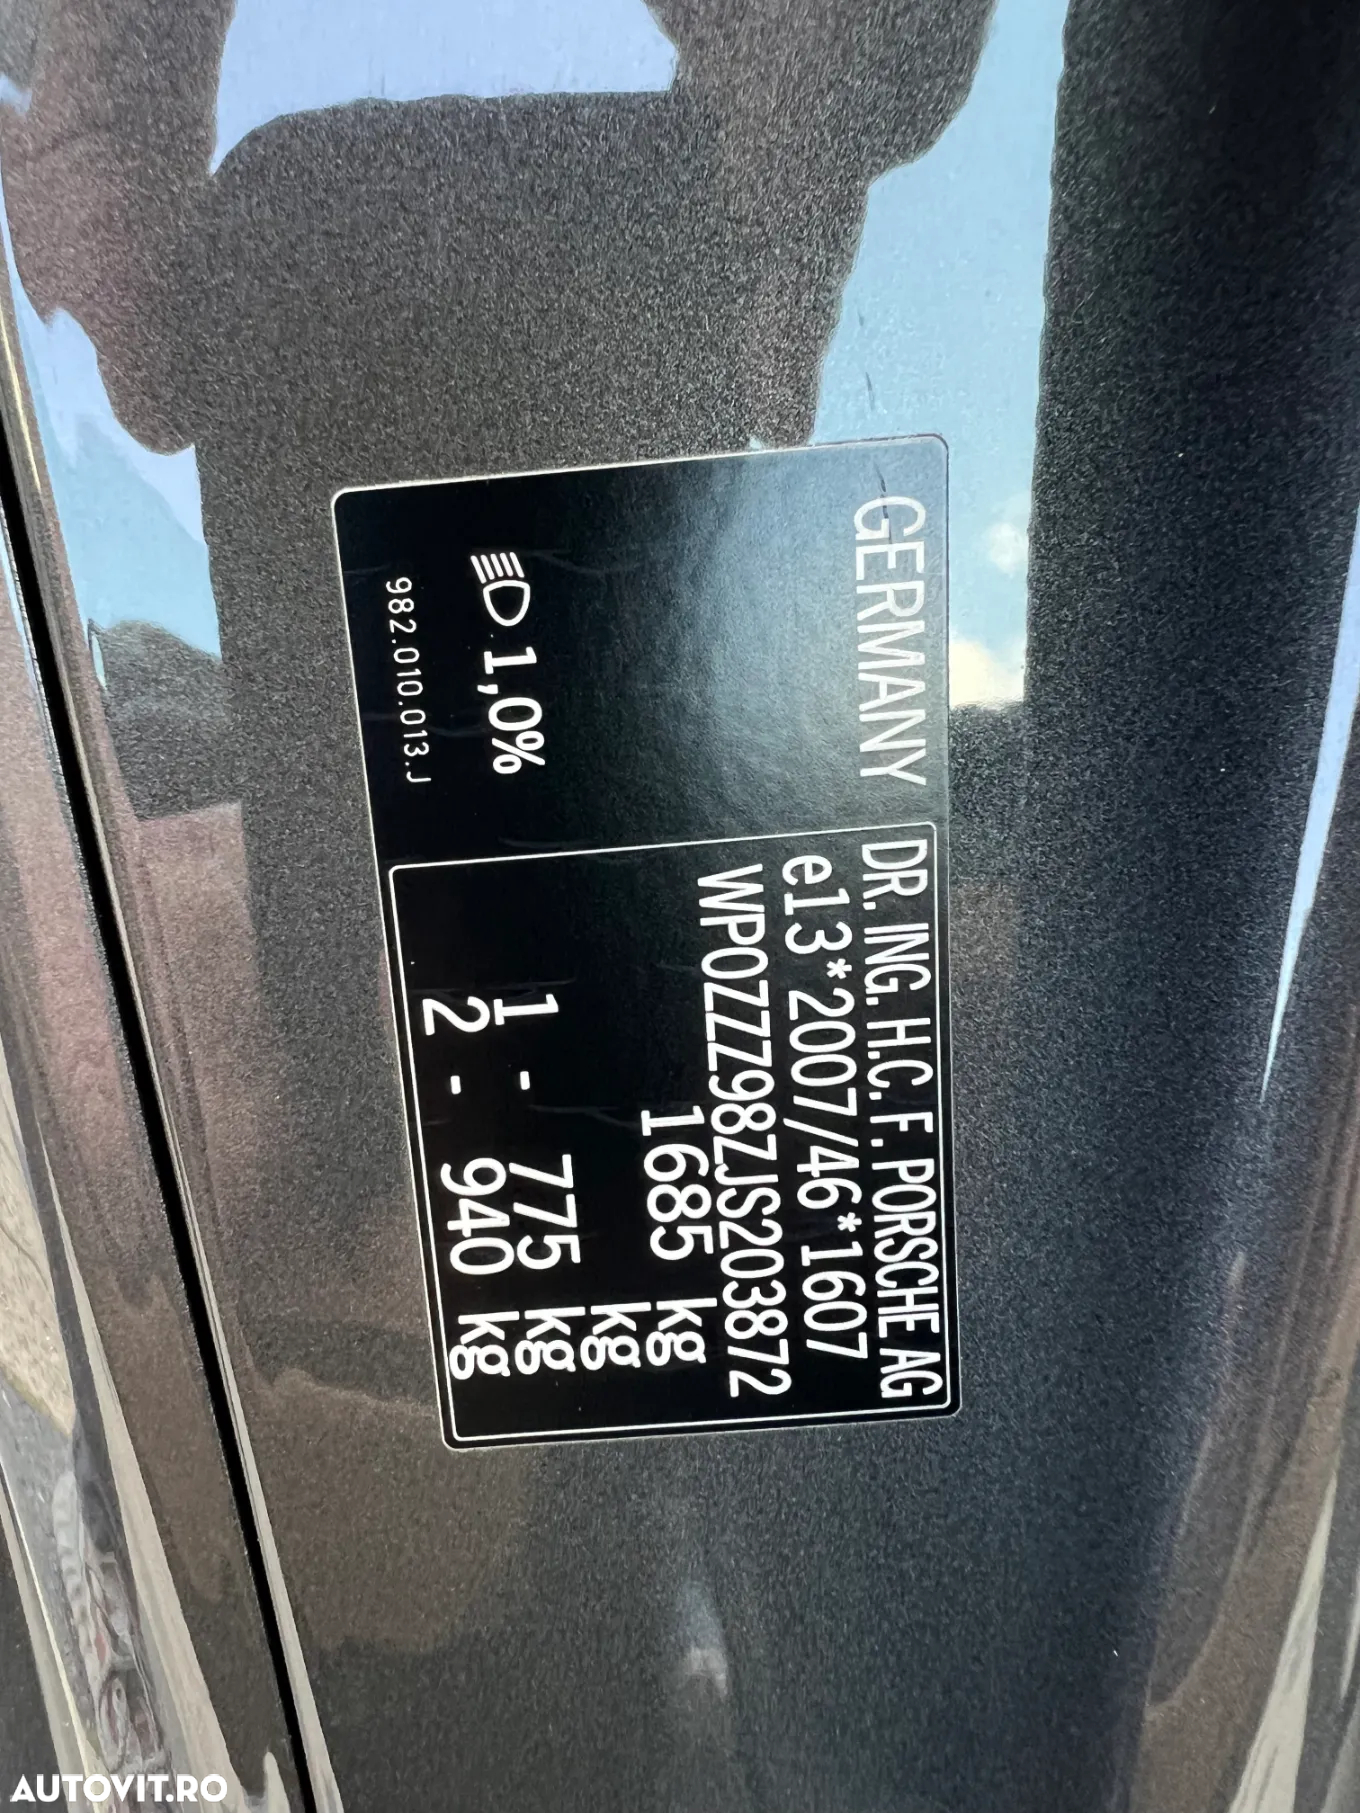 GERMANY
1,0%
982.010.013.J
DR. ING. H.C. F. PORSCHE AG
e13*2007/46*1607
WP0ZZZ98ZJS203872
1685 kg
kg
1 - 775 kg
2 - 940 kg
AUTOVIT.RO